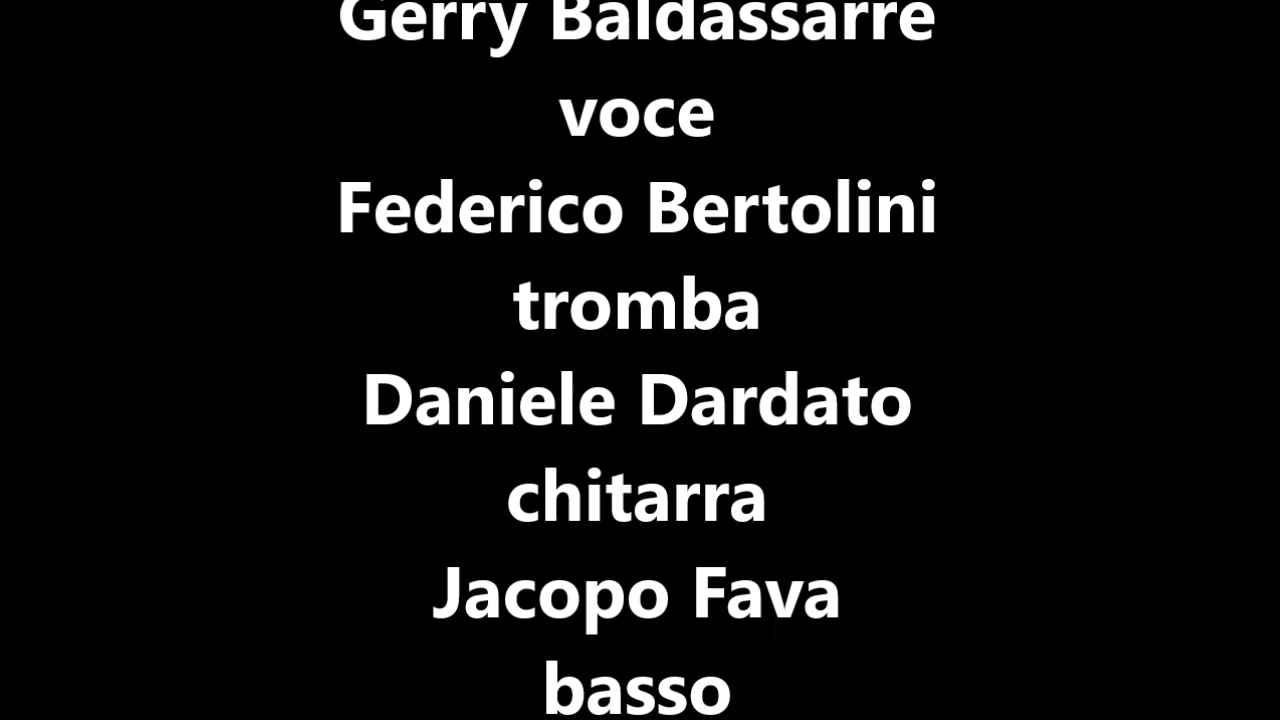 Gerry Baldassarre
voce
Federico Bertolini
tromba
Daniele Dardato
chitarra
Jacopo Fava
basso